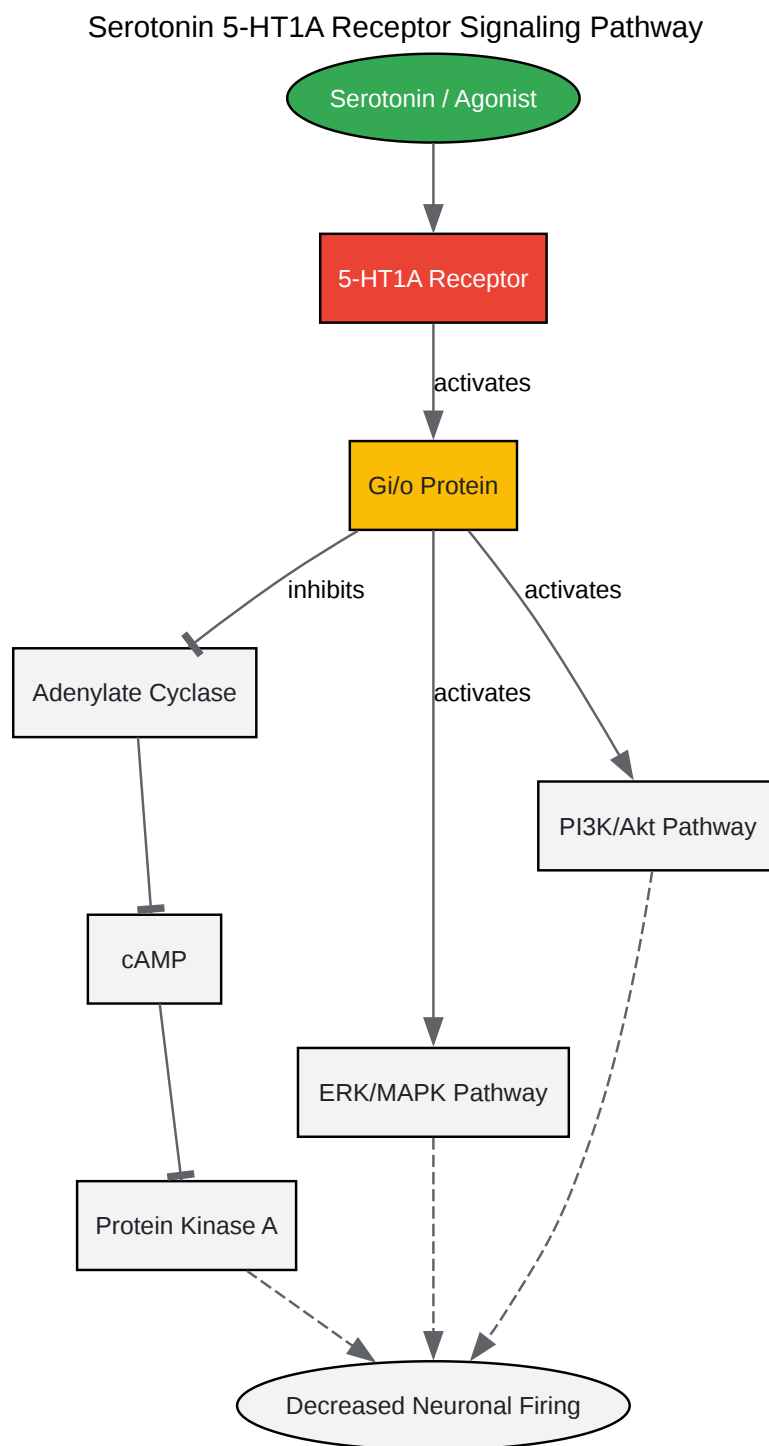 Serotonin 5-HT1A Receptor Signaling Pathway
Serotonin / Agonist
5-HT1A Receptor
activates
Gi/o Protein
inhibits
activates
activates
Adenylate Cyclase
PI3K/Akt Pathway
cAMP
ERK/MAPK Pathway
Protein Kinase A
Decreased Neuronal Firing